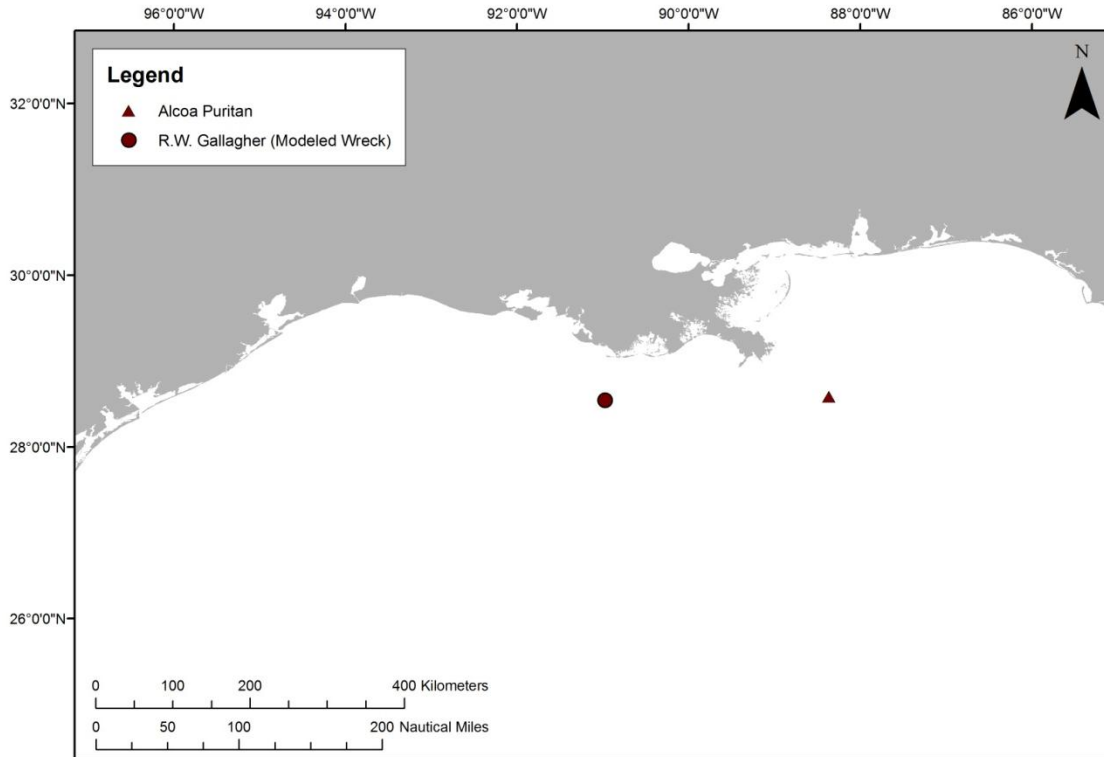 96°0'0"W 94°0'0"W 92°0'0"W 90°0'0"W 88°0'0"W 86°0'0"W
N
Legend
Alcoa Puritan
R.W. Gallagher (Modeled Wreck)
32°0'0"N
30°0'0"N
28°0'0"N
26°0'0"N
0 100 200 400 Kilometers
0 50 100 200 Nautical Miles